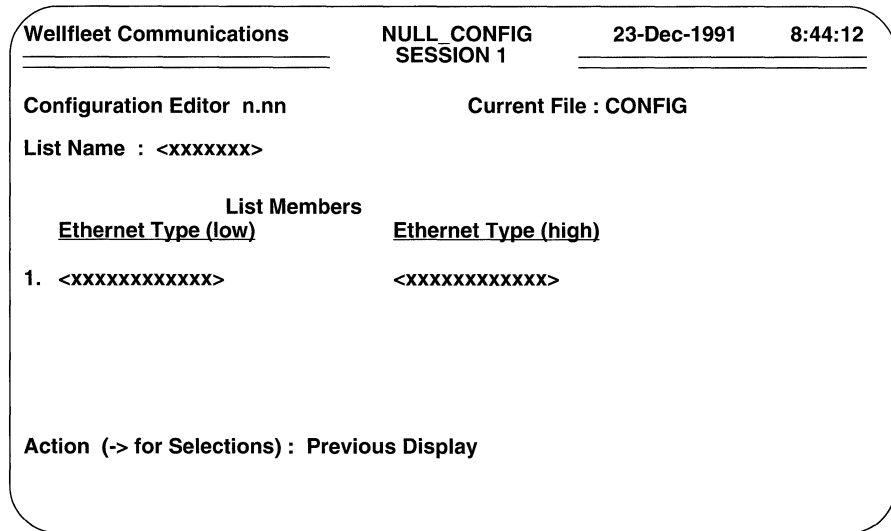 Wellfleet Communications NULL_CONFIG 23-Dec-1991 8:44:12
SESSION 1
Configuration Editor n.nn Current File : CONFIG
List Name : <xxxxxxx>
List Members
Ethernet Type (low) Ethernet Type (high)
1. <xxxxxxxxxxxx> <xxxxxxxxxxxx>
Action (-> for Selections) : Previous Display